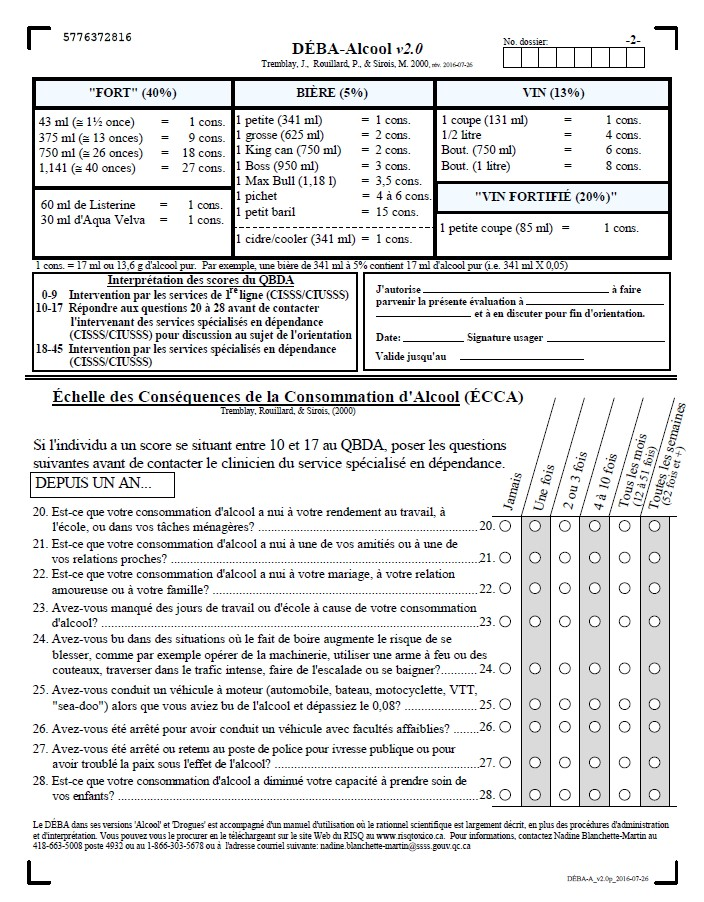 5776372816
DÉBA-Alcool v2.0
Tremblay, J., Rouillard, P., & Sirois, M. 2000, rév. 2016-07-26
No. dossier:
-2-
"FORT" (40%)
43 ml (≅ 1½ once) = 1 cons.
375 ml (≅ 13 onces) = 9 cons.
750 ml (≅ 26 onces) = 18 cons.
1,141 (≅ 40 onces) = 27 cons.
60 ml de Listerine = 1 cons.
30 ml d'Aqua Velva = 1 cons.
BIÈRE (5%)
1 petite (341 ml) = 1 cons.
1 grosse (625 ml) = 2 cons.
1 King can (750 ml) = 2 cons.
1 Boss (950 ml) = 3 cons.
1 Max Bull (1,18 l) = 3,5 cons.
1 pichet = 4 à 6 cons.
1 petit baril = 15 cons.
1 cidre/cooler (341 ml) = 1 cons.
VIN (13%)
1 coupe (131 ml) = 1 cons.
1/2 litre = 4 cons.
Bout. (750 ml) = 6 cons.
Bout. (1 litre) = 8 cons.
"VIN FORTIFIÉ (20%)"
1 petite coupe (85 ml) = 1 cons.
1 cons. = 17 ml ou 13,6 g d'alcool pur. Par exemple, une bière de 341 ml à 5% contient 17 ml d'alcool pur (i.e. 341 ml X 0,05)
Interprétation des scores du QBDA
0-9 Intervention par les services de 1re ligne (CISSS/CIUSSS)
10-17 Répondre aux questions 20 à 28 avant de contacter
l'intervenant des services spécialisés en dépendance
(CISSS/CIUSSS) pour discussion au sujet de l'orientation
18-45 Intervention par les services spécialisés en dépendance
(CISSS/CIUSSS)
J'autorise à faire
parvenir la présente évaluation à
et à en discuter pour fin d'orientation.
Date: Signature usager
Valide jusqu'au
Échelle des Conséquences de la Consommation d'Alcool (ÉCCA)
Tremblay, Rouillard, & Sirois, (2000)
Si l'individu a un score se situant entre 10 et 17 au QBDA, poser les questions
suivantes avant de contacter le clinicien du service spécialisé en dépendance.
DEPUIS UN AN...
Jamais
Une fois
2 ou 3 fois
4 à 10 fois
Tous les mois
(12 à 51 fois)
Toutes les semaines
(52 fois et +)
20. Est-ce que votre consommation d'alcool a nui à votre rendement au travail, à
l'école, ou dans vos tâches ménagères? 20.
21. Est-ce que votre consommation d'alcool a nui à une de vos amitiés ou à une de
vos relations proches? 21.
22. Est-ce que votre consommation d'alcool a nui à votre mariage, à votre relation
amoureuse ou à votre famille? 22.
23. Avez-vous manqué des jours de travail ou d'école à cause de votre consommation
d'alcool? 23.
24. Avez-vous bu dans des situations où le fait de boire augmente le risque de se
blesser, comme par exemple opérer de la machinerie, utiliser une arme à feu ou des
couteaux, traverser dans le trafic intense, faire de l'escalade ou se baigner? 24.
25. Avez-vous conduit un véhicule à moteur (automobile, bateau, motocyclette, VTT,
"sea-doo") alors que vous aviez bu de l'alcool et dépassiez le 0,08? 25.
26. Avez-vous été arrêté pour avoir conduit un véhicule avec facultés affaiblies? 26.
27. Avez-vous été arrêté ou retenu au poste de police pour ivresse publique ou pour
avoir troublé la paix sous l'effet de l'alcool? 27.
28. Est-ce que votre consommation d'alcool a diminué votre capacité à prendre soin de
vos enfants? 28.
Le DÉBA dans ses versions 'Alcool' et 'Drogues' est accompagné d'un manuel d'utilisation où le rationnel scientifique est largement décrit, en plus des procédures d'administration
et d'interprétation. Vous pouvez vous le procurer en le téléchargeant sur le site Web du RISQ au www.risqtoxico.ca. Pour informations, contactez Nadine Blanchette-Martin au
418-663-5008 poste 4932 ou au 1-866-303-5678 ou à l'adresse courriel suivante: nadine.blanchette-martin@ssss.gouv.qc.ca
DÉBA-A_v2.0p_2016-07-26